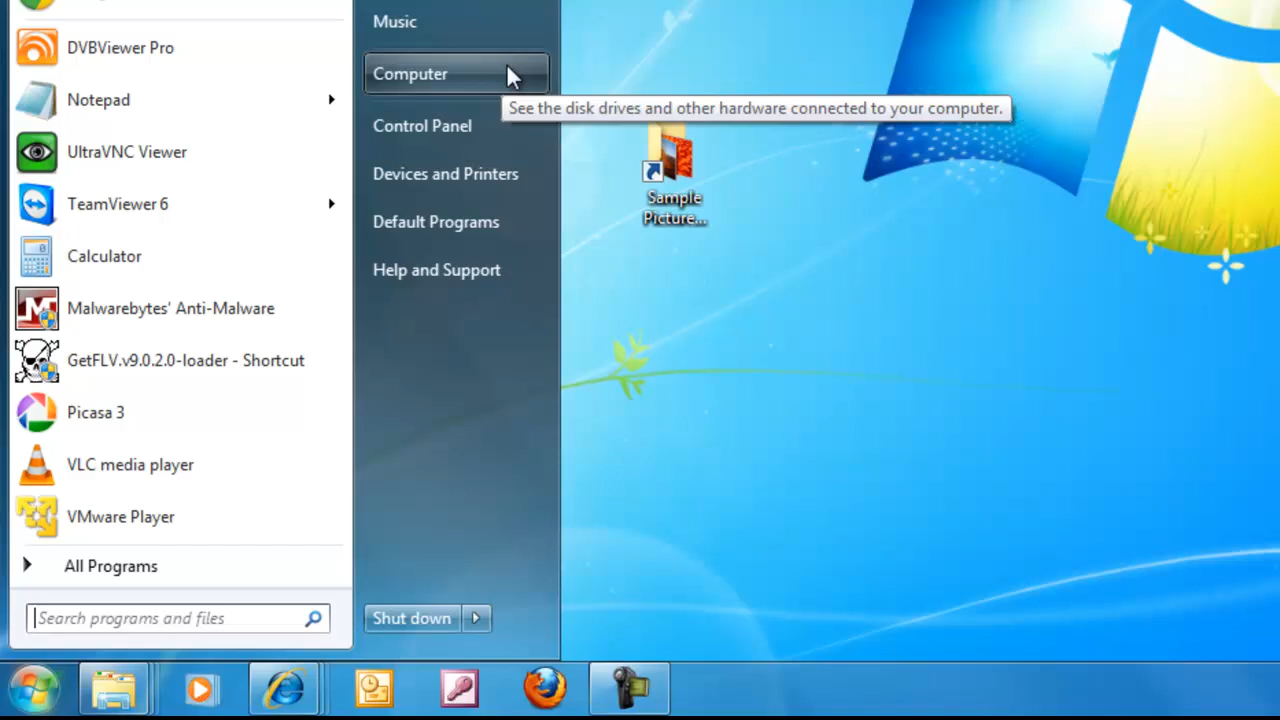 DVBViewer Pro
Notepad
UltraVNC Viewer
TeamViewer 6
Calculator
Malwarebytes' Anti-Malware
GetFLV.v9.0.2.0-loader - Shortcut
Picasa 3
VLC media player
VMware Player
All Programs
Search programs and files
Music
Computer
See the disk drives and other hardware connected to your computer.
Control Panel
Devices and Printers
Default Programs
Help and Support
Shut down
Sample
Picture...